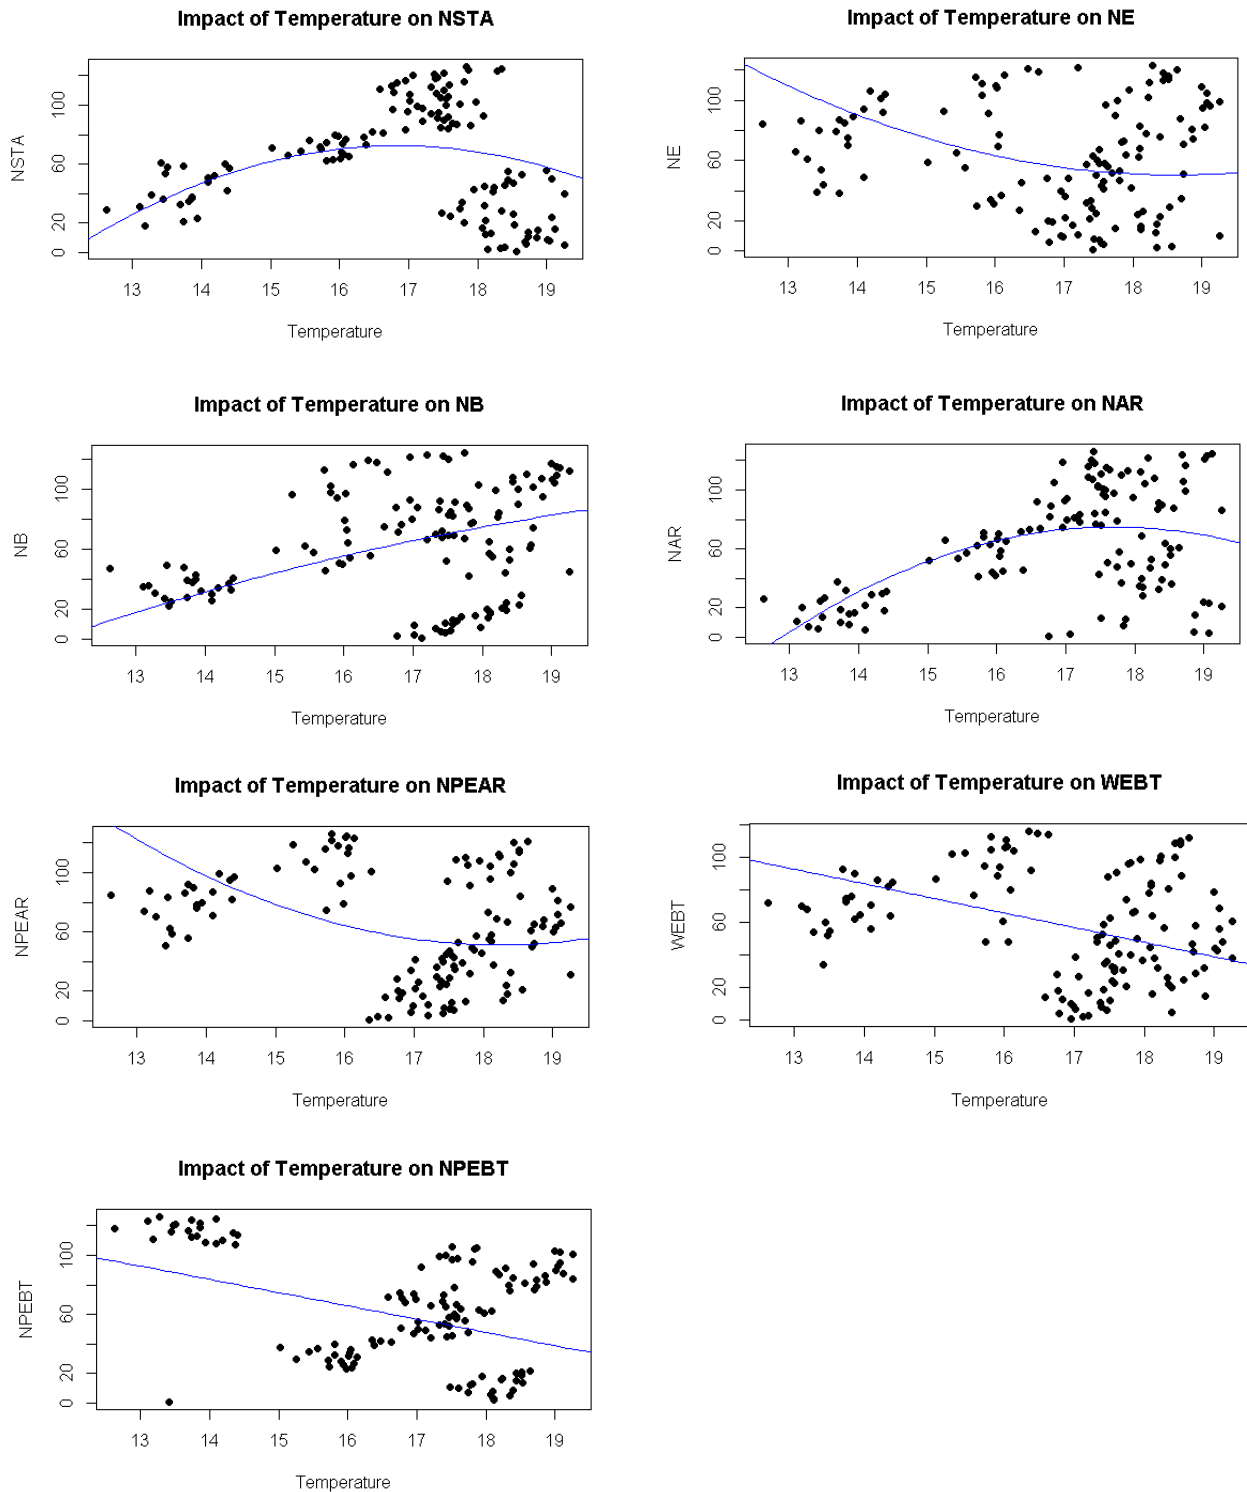 Impact of Temperature on NSTA
NSTA
0 20 60 100
13 14 15 16 17 18 19
Temperature
Impact of Temperature on NE
NE
0 50 60 100
13 14 15 16 17 18 19
Temperature
Impact of Temperature on NB
NB
0 20 60 100
13 14 15 16 17 18 19
Temperature
Impact of Temperature on NAR
NAR
0 20 60 100
13 14 15 16 17 18 19
Temperature
Impact of Temperature on NPEAR
NPEAR
0 20 60 100
13 14 15 16 17 18 19
Temperature
Impact of Temperature on WEBT
WEBT
0 20 60 100
13 14 15 16 17 18 19
Temperature
Impact of Temperature on NPEBT
NPEBT
0 20 60 100
13 14 15 16 17 18 19
Temperature